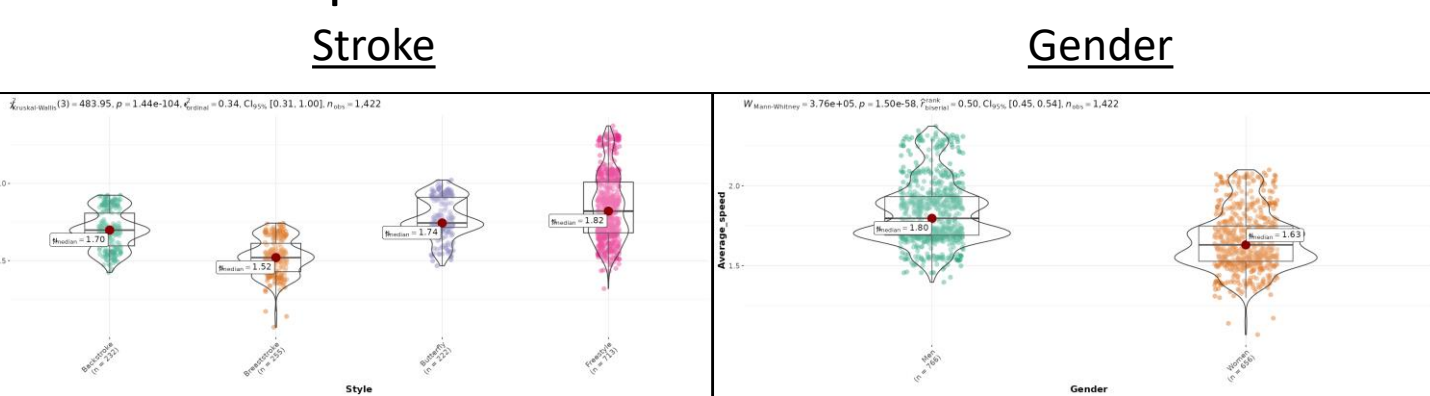 Stroke
Gender
χ²Kruskal-Wallis(3) = 483.95, p = 1.44e-104, ε²ordinal = 0.34, CI95% [0.31, 1.00], nobs = 1,422
μ̂median = 1.70
μ̂median = 1.52
μ̂median = 1.74
μ̂median = 1.82
Backstroke
(n = 232)
Breaststroke
(n = 255)
Butterfly
(n = 222)
Freestyle
(n = 713)
Style
WMann-Whitney = 3.76e+05, p = 1.50e-58, r̂rank biserial = 0.50, CI95% [0.45, 0.54], nobs = 1,422
Average_speed
2.0
1.5
μ̂median = 1.80
μ̂median = 1.63
Men
(n = 766)
Women
(n = 656)
Gender